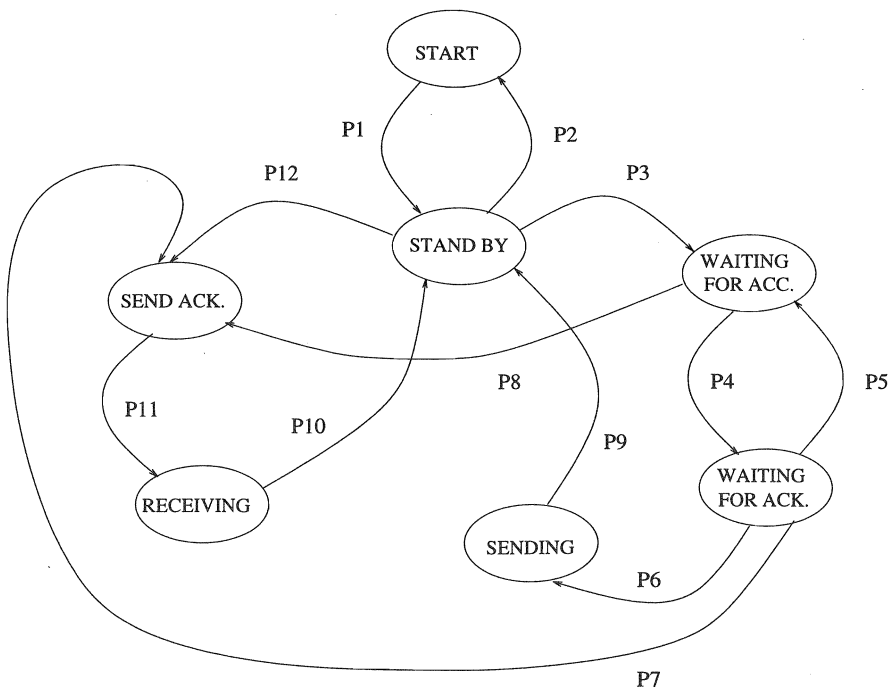 START
P1
P2
P12
P3
STAND BY
WAITING
FOR ACC.
SEND ACK.
P8
P4
P5
P11
P10
P9
WAITING
FOR ACK.
RECEIVING
SENDING
P6
P7